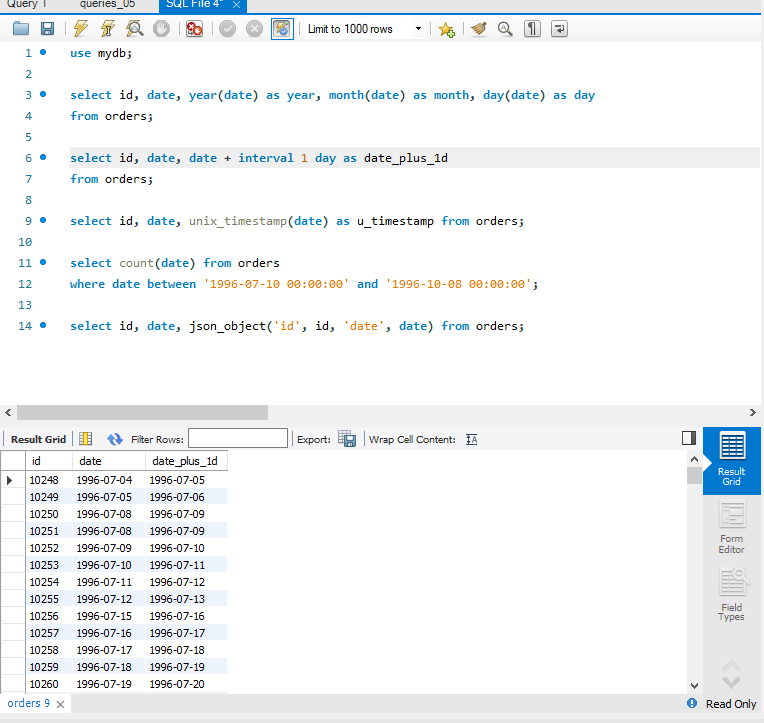 Query 1 queries_05 SQL File 4*
Limit to 1000 rows
1 use mydb;
2
3 select id, date, year(date) as year, month(date) as month, day(date) as day
4 from orders;
5
6 select id, date, date + interval 1 day as date_plus_1d
7 from orders;
8
9 select id, date, unix_timestamp(date) as u_timestamp from orders;
10
11 select count(date) from orders
12 where date between '1996-07-10 00:00:00' and '1996-10-08 00:00:00';
13
14 select id, date, json_object('id', id, 'date', date) from orders;
Result Grid Filter Rows: Export: Wrap Cell Content:
id date date_plus_1d
10248 1996-07-04 1996-07-05
10249 1996-07-05 1996-07-06
10250 1996-07-08 1996-07-09
10251 1996-07-08 1996-07-09
10252 1996-07-09 1996-07-10
10253 1996-07-10 1996-07-11
10254 1996-07-11 1996-07-12
10255 1996-07-12 1996-07-13
10256 1996-07-15 1996-07-16
10257 1996-07-16 1996-07-17
10258 1996-07-17 1996-07-18
10259 1996-07-18 1996-07-19
10260 1996-07-19 1996-07-20
Result
Grid
Form
Editor
Field
Types
orders 9 Read Only